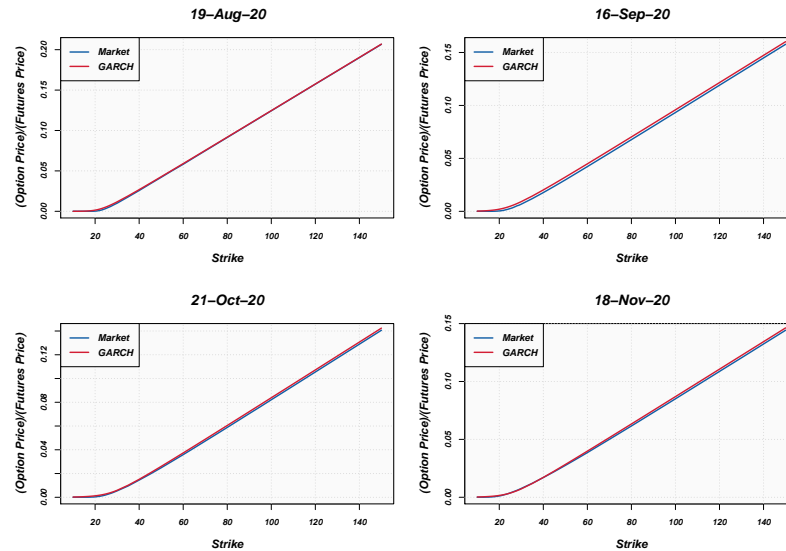 19–Aug–20
(Option Price)/(Futures Price)
0.00 0.05 0.10 0.15 0.20
Market
GARCH
20 40 60 80 100 120 140
Strike
16–Sep–20
(Option Price)/(Futures Price)
0.00 0.05 0.10 0.15
Market
GARCH
20 40 60 80 100 120 140
Strike
21–Oct–20
(Option Price)/(Futures Price)
0.00 0.04 0.08 0.12
Market
GARCH
20 40 60 80 100 120 140
Strike
18–Nov–20
(Option Price)/(Futures Price)
0.00 0.05 0.10 0.15
Market
GARCH
20 40 60 80 100 120 140
Strike